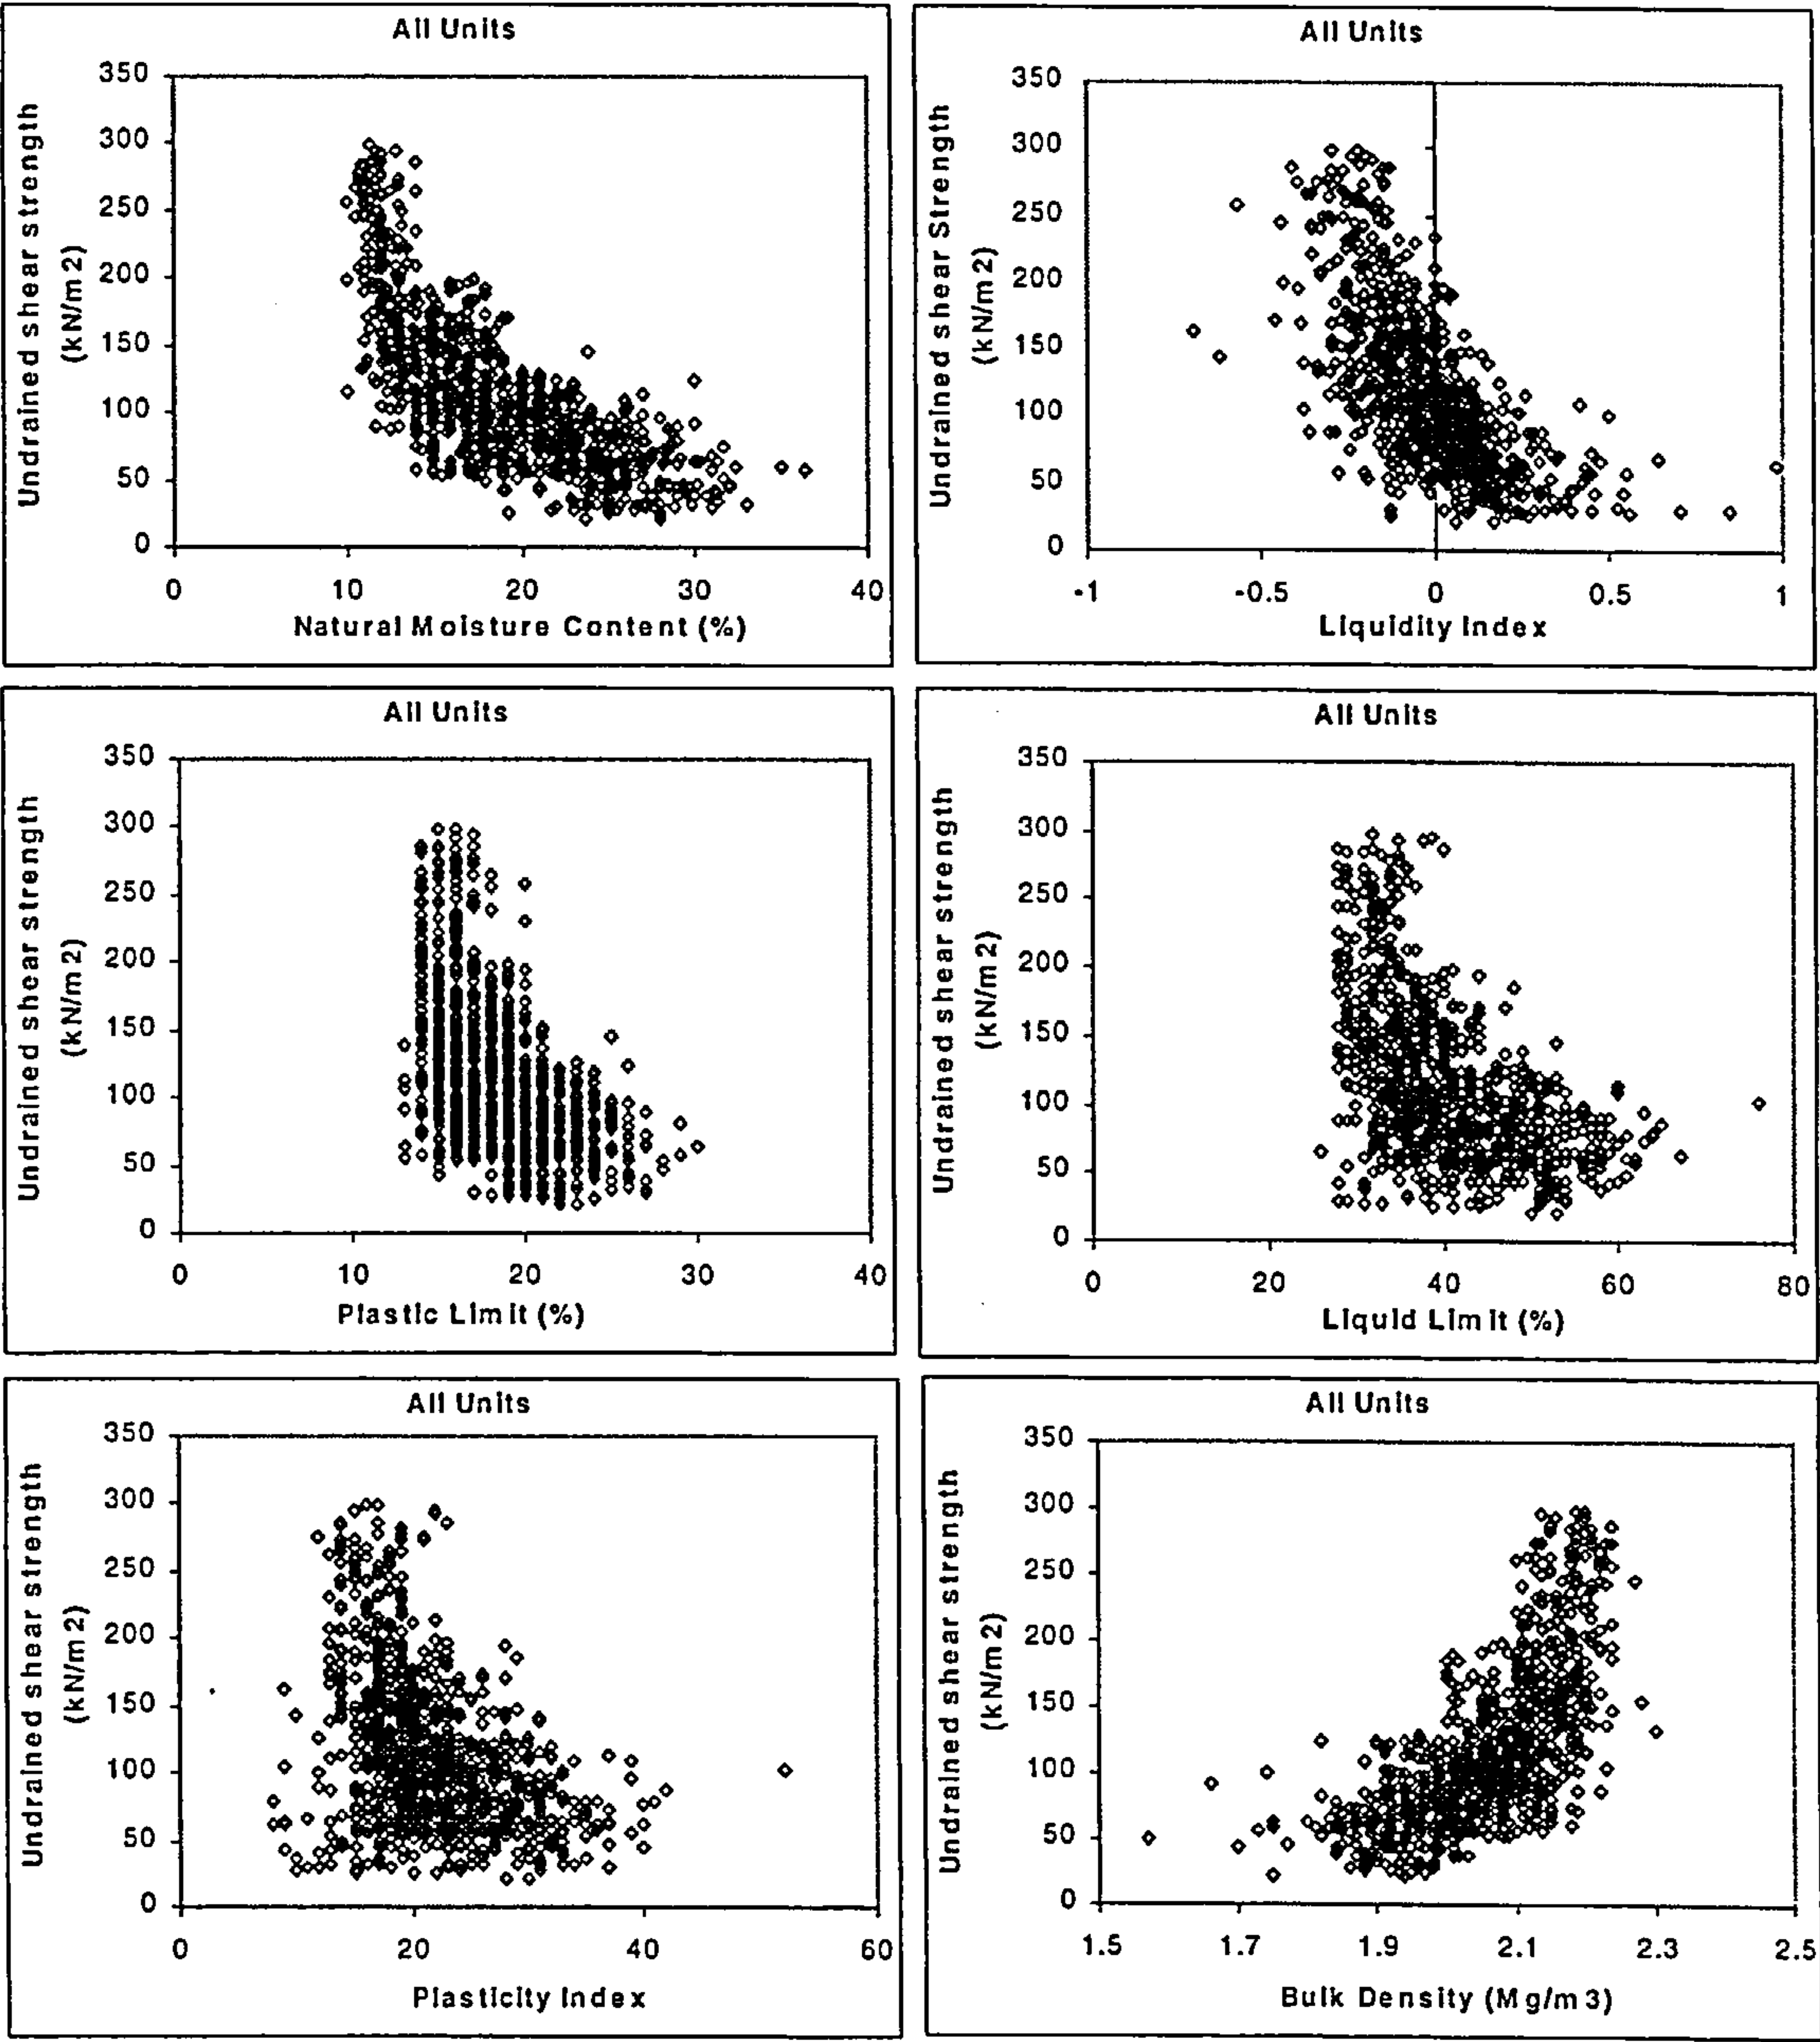 All Units
Undrained shear strength
(kN/m2)
350
300
250
200
150
100
50
0
0 10 20 30 40
Natural Moisture Content (%)
All Units
Undrained shear Strength
(kN/m2)
350
300
250
200
150
100
50
0
-1 -0.5 0 0.5 1
Liquidity Index
All Units
Undrained shear strength
(kN/m2)
350
300
250
200
150
100
50
0
0 10 20 30 40
Plastic Limit (%)
All Units
Undrained shear strength
(kN/m2)
350
300
250
200
150
100
50
0
0 20 40 60 80
Liquid Limit (%)
All Units
Undrained shear strength
(kN/m2)
350
300
250
200
150
100
50
0
0 20 40 60
Plasticity Index
All Units
Undrained shear strength
(kN/m2)
350
300
250
200
150
100
50
0
1.5 1.7 1.9 2.1 2.3 2.5
Bulk Density (Mg/m3)